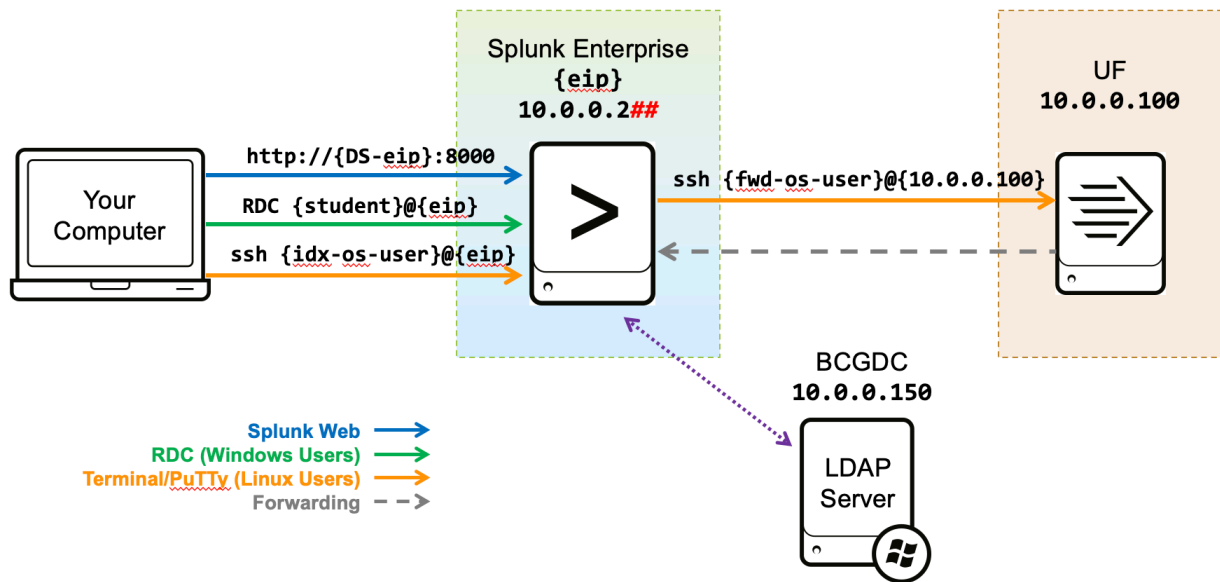 Splunk Enterprise
{eip}
10.0.0.2##
UF
10.0.0.100
Your
Computer
http://{DS-eip}:8000
RDC {student}@{eip}
ssh {idx-os-user}@{eip}
>
ssh {fwd-os-user}@{10.0.0.100}
BCGDC
10.0.0.150
LDAP
Server
Splunk Web
RDC (Windows Users)
Terminal/PuTTy (Linux Users)
Forwarding